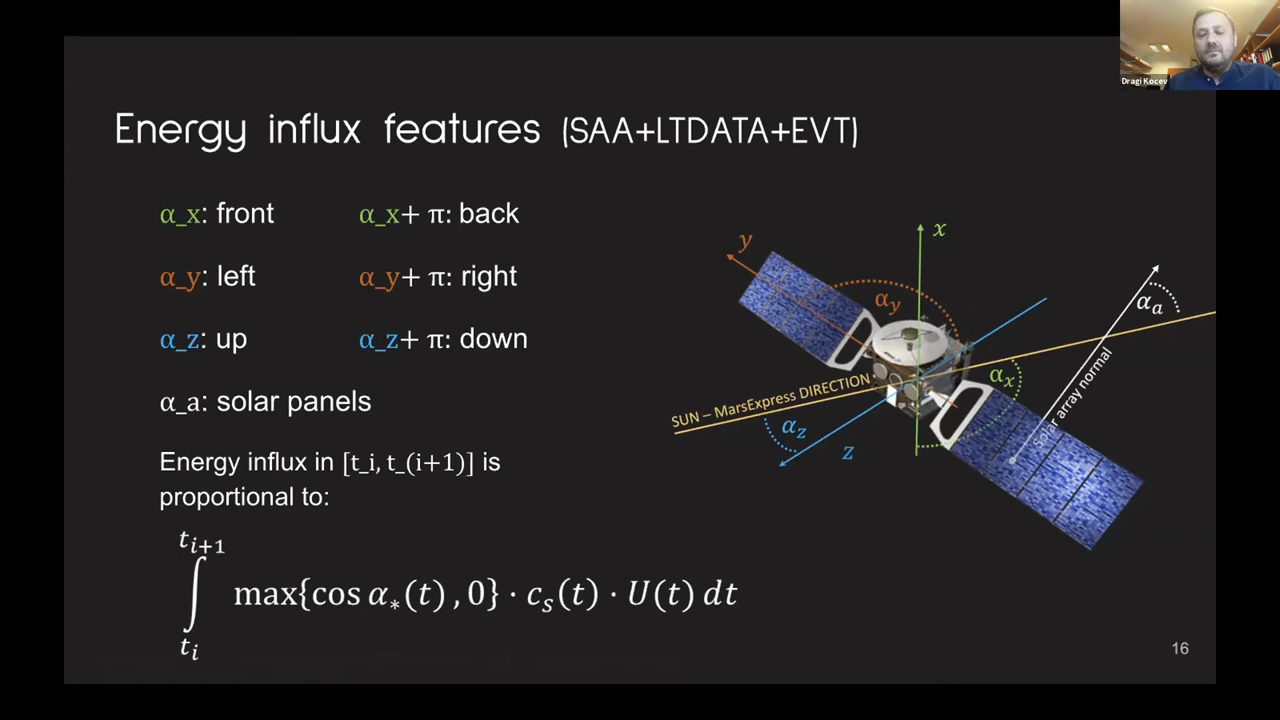 Dragi Kocev
Energy influx features (SAA+LTDATA+EVT)
α_x: front
α_x+ π: back
α_y: left
α_y+ π: right
α_z: up
α_z+ π: down
α_a: solar panels
Energy influx in [t_i, t_(i+1)] is
proportional to:
∫_{t_i}^{t_{i+1}} max{cos α_*(t) , 0} · c_s(t) · U(t) dt
x
y
α_y
α_a
α_x
Solar array normal
SUN – MarsExpress DIRECTION
α_z
z
16